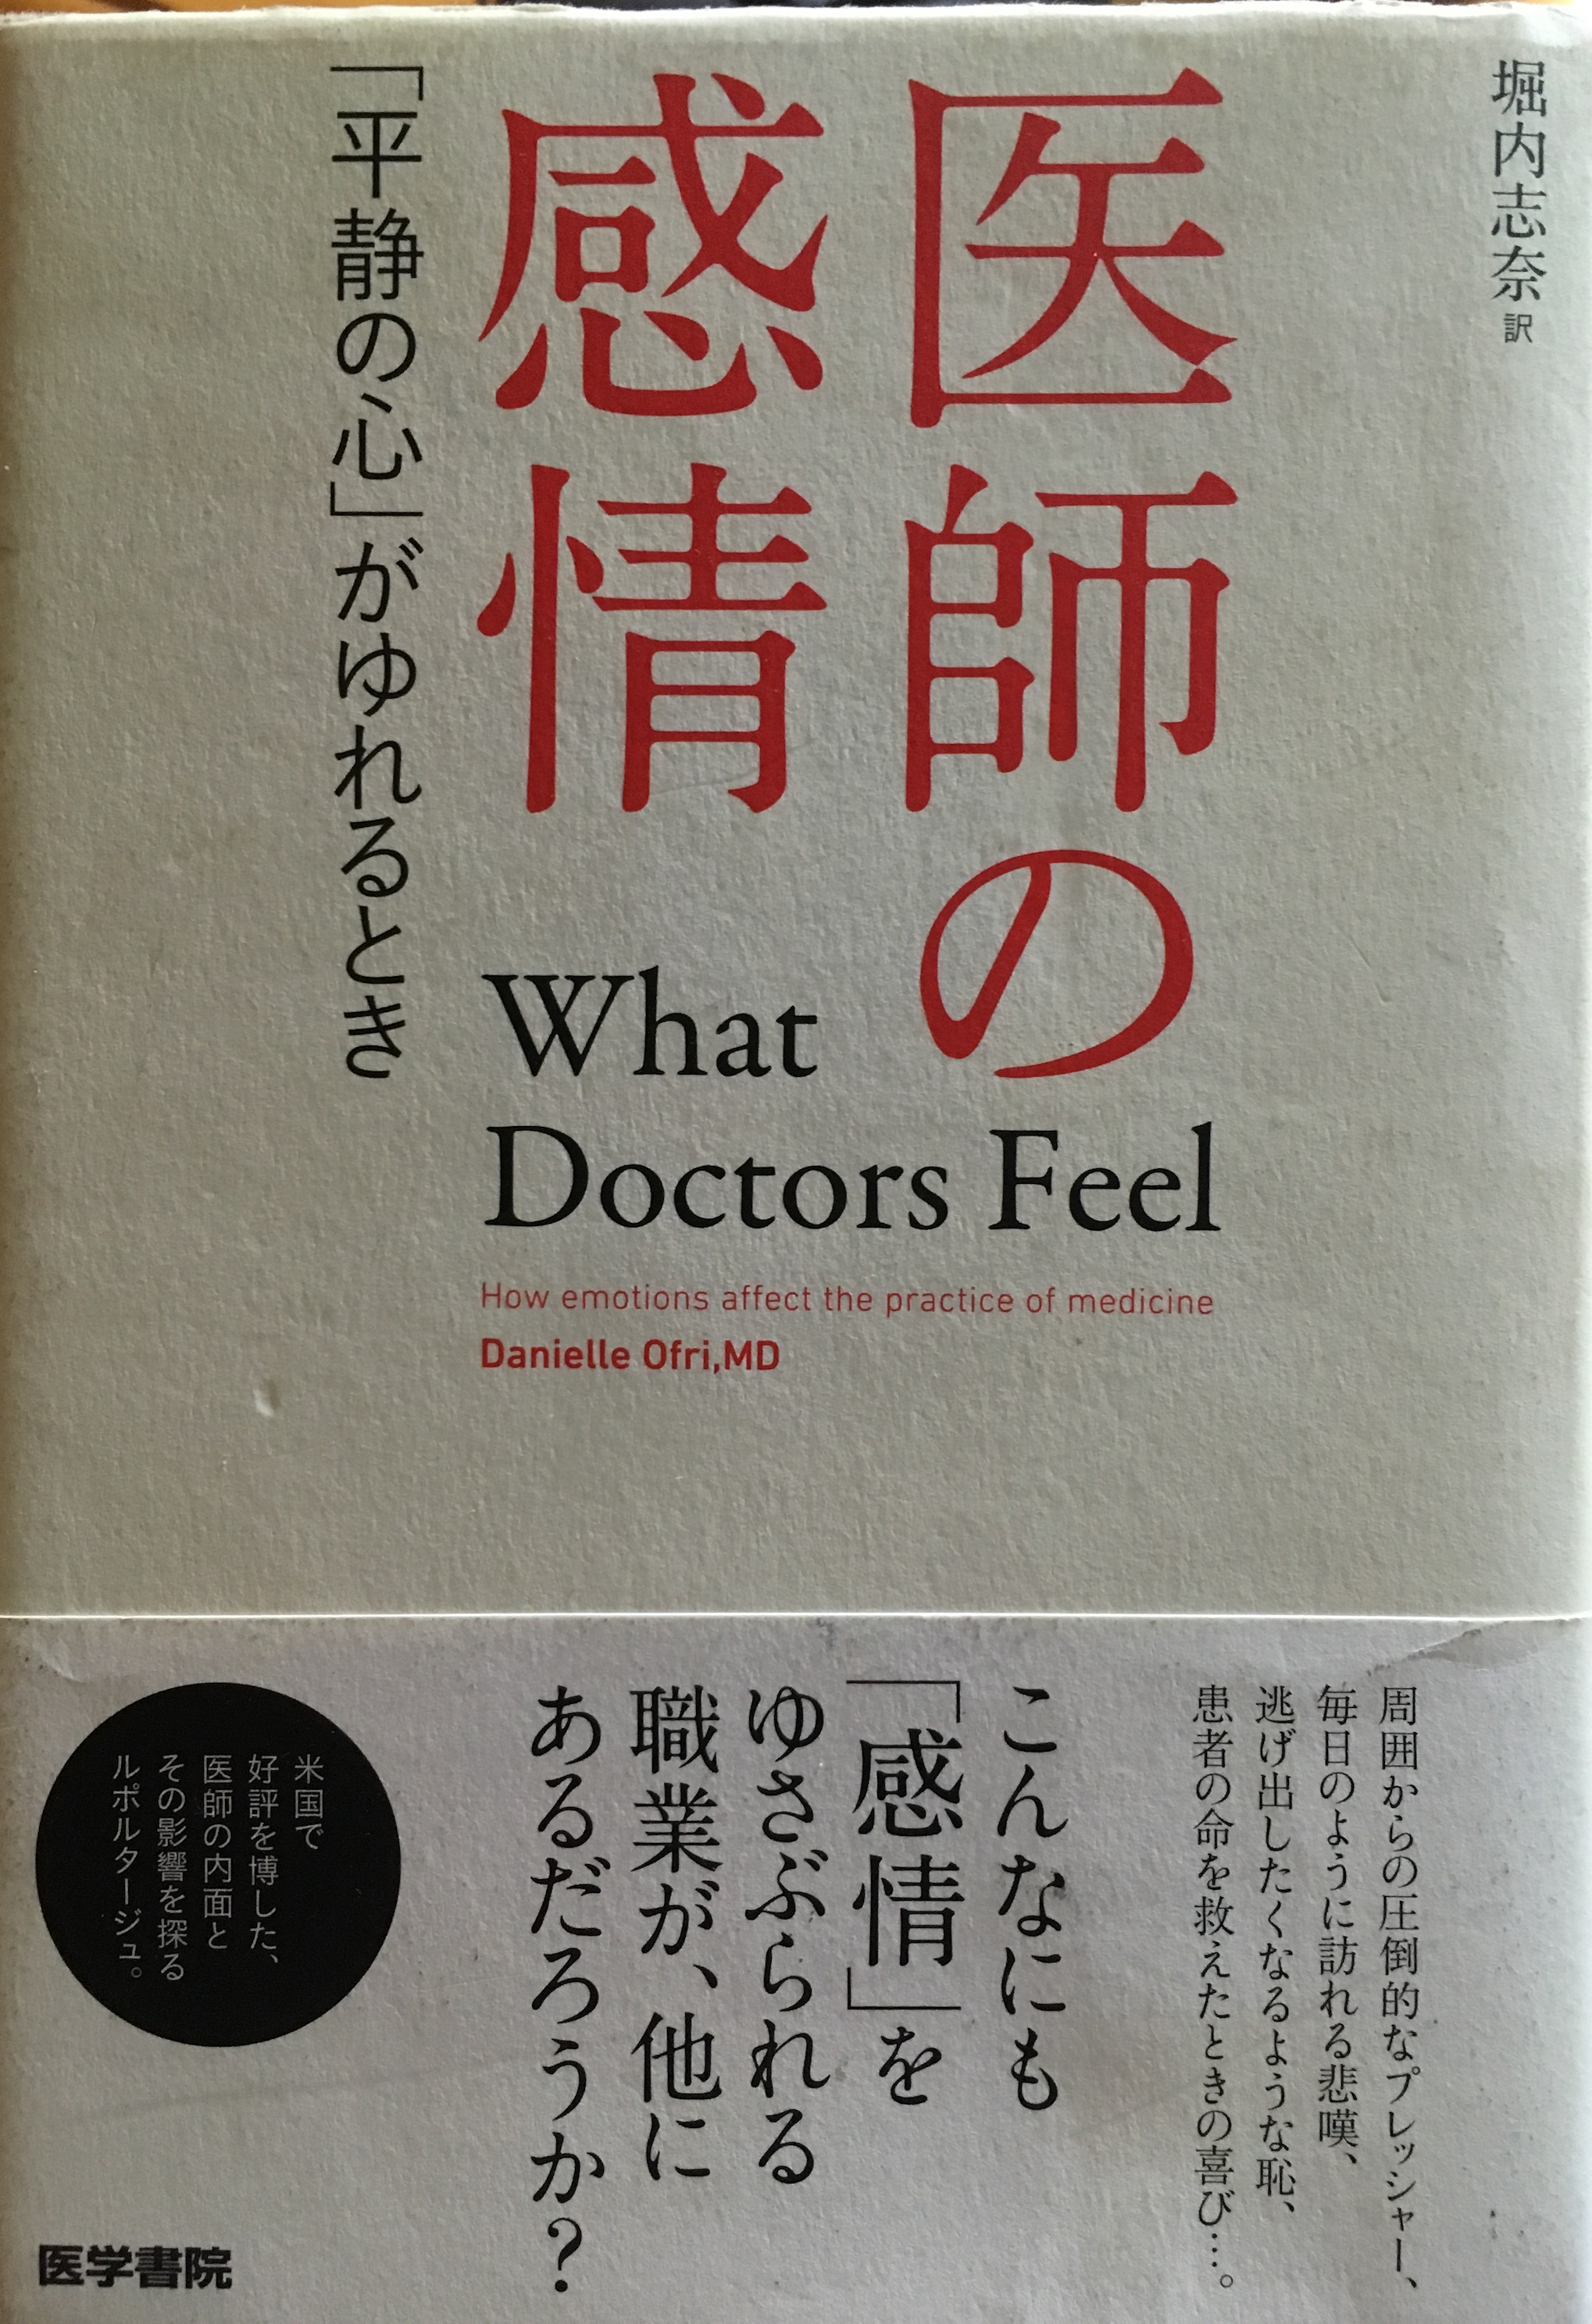 堀内志奈 訳
医師の
感情
「平静の心」がゆれるとき
What
Doctors Feel
How emotions affect the practice of medicine
Danielle Ofri,MD
周囲からの圧倒的なプレッシャー、
毎日のように訪れる悲嘆、
逃げ出したくなるような恥、
患者の命を救えたときの喜び…。
こんなにも
「感情」を
ゆさぶられる
職業が、他に
あるだろうか？
米国で
好評を博した、
医師の内面と
その影響を探る
ルポルタージュ。
医学書院